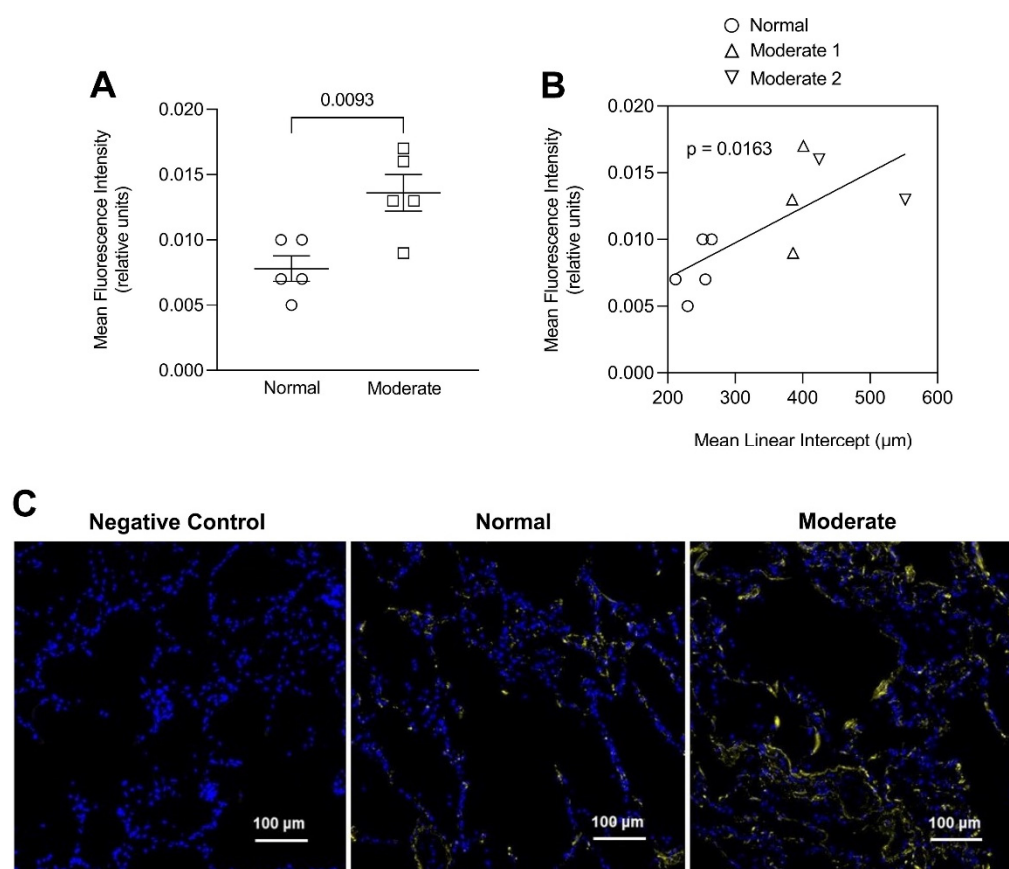 A
0.0093
Mean Fluorescence Intensity
(relative units)
0.020
0.015
0.010
0.005
0.000
Normal
Moderate
Normal
Moderate 1
Moderate 2
B
p = 0.0163
Mean Fluorescence Intensity
(relative units)
0.020
0.015
0.010
0.005
0.000
200
300
400
500
600
Mean Linear Intercept (µm)
C
Negative Control
Normal
Moderate
100 µm
100 µm
100 µm